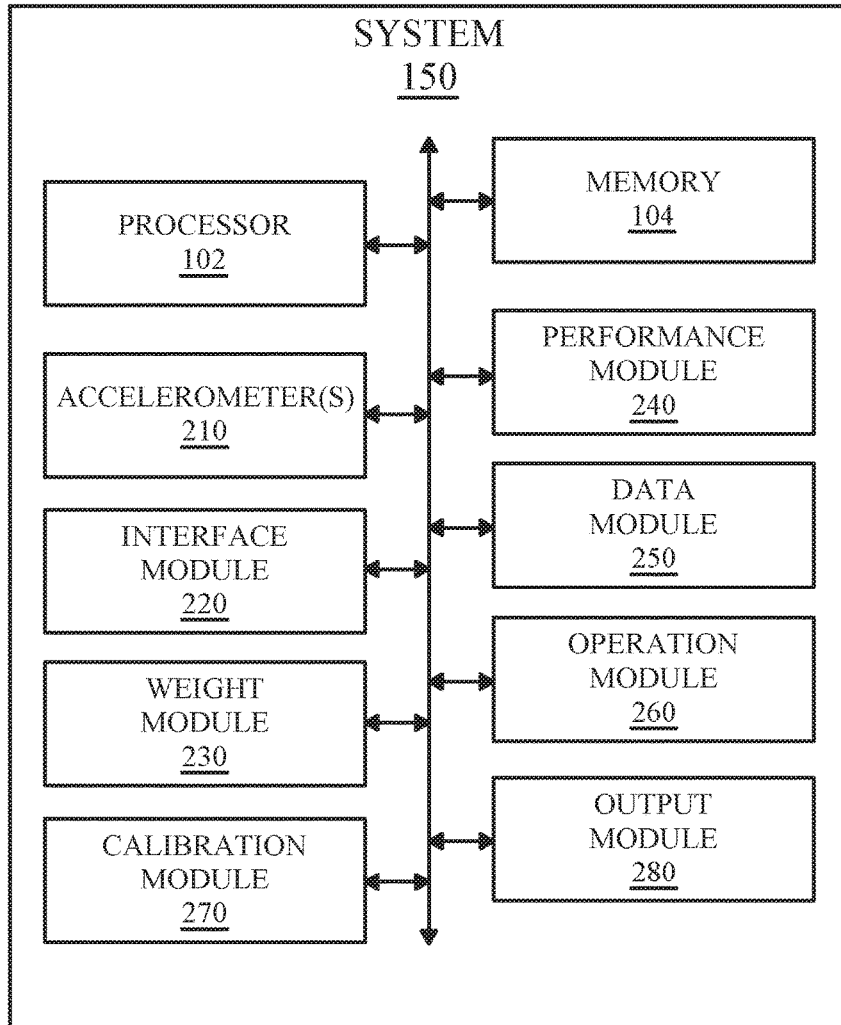 SYSTEM
150
PROCESSOR
102
ACCELEROMETER(S)
210
INTERFACE
MODULE
220
WEIGHT
MODULE
230
CALIBRATION
MODULE
270
MEMORY
104
PERFORMANCE
MODULE
240
DATA
MODULE
250
OPERATION
MODULE
260
OUTPUT
MODULE
280